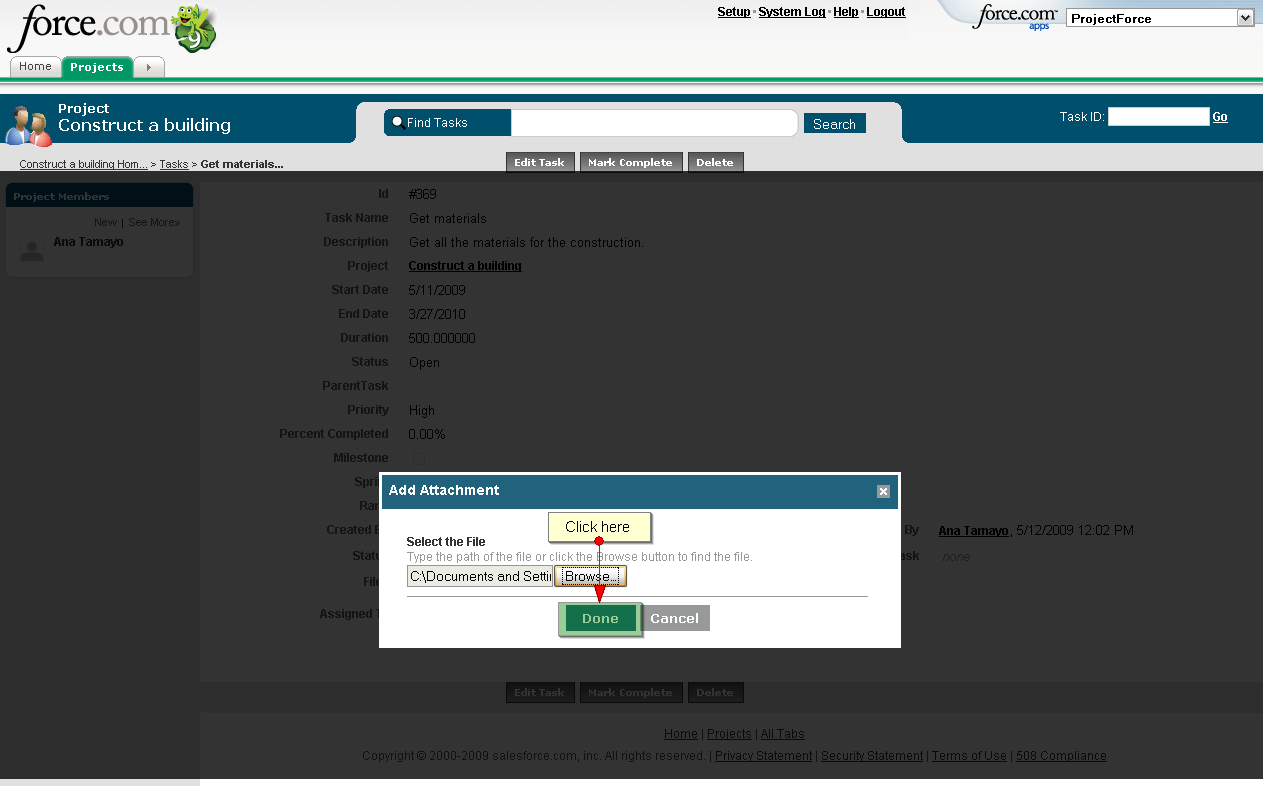 force.com
9
Setup · System Log · Help · Logout
force.com™
apps
ProjectForce
Home
Projects
Project
Construct a building
Find Tasks
Search
Task ID:
Go
Construct a building Hom... > Tasks > Get materials...
Edit Task
Mark Complete
Delete
Project Members
New | See More»
Ana Tamayo
Id #369
Task Name Get materials
Description Get all the materials for the construction.
Project Construct a building
Start Date 5/11/2009
End Date 3/27/2010
Duration 500.000000
Status Open
ParentTask
Priority High
Percent Completed 0.00%
Milestone
Spri
Ra
Created B
By Ana Tamayo, 5/12/2009 12:02 PM
Statu
ask none
File
Assigned T
Add Attachment
Click here
Select the File
Type the path of the file or click the Browse button to find the file.
C:\Documents and Settin
Browse...
Done
Cancel
Edit Task
Mark Complete
Delete
Home | Projects | All Tabs
Copyright © 2000-2009 salesforce.com, inc. All rights reserved. | Privacy Statement | Security Statement | Terms of Use | 508 Compliance